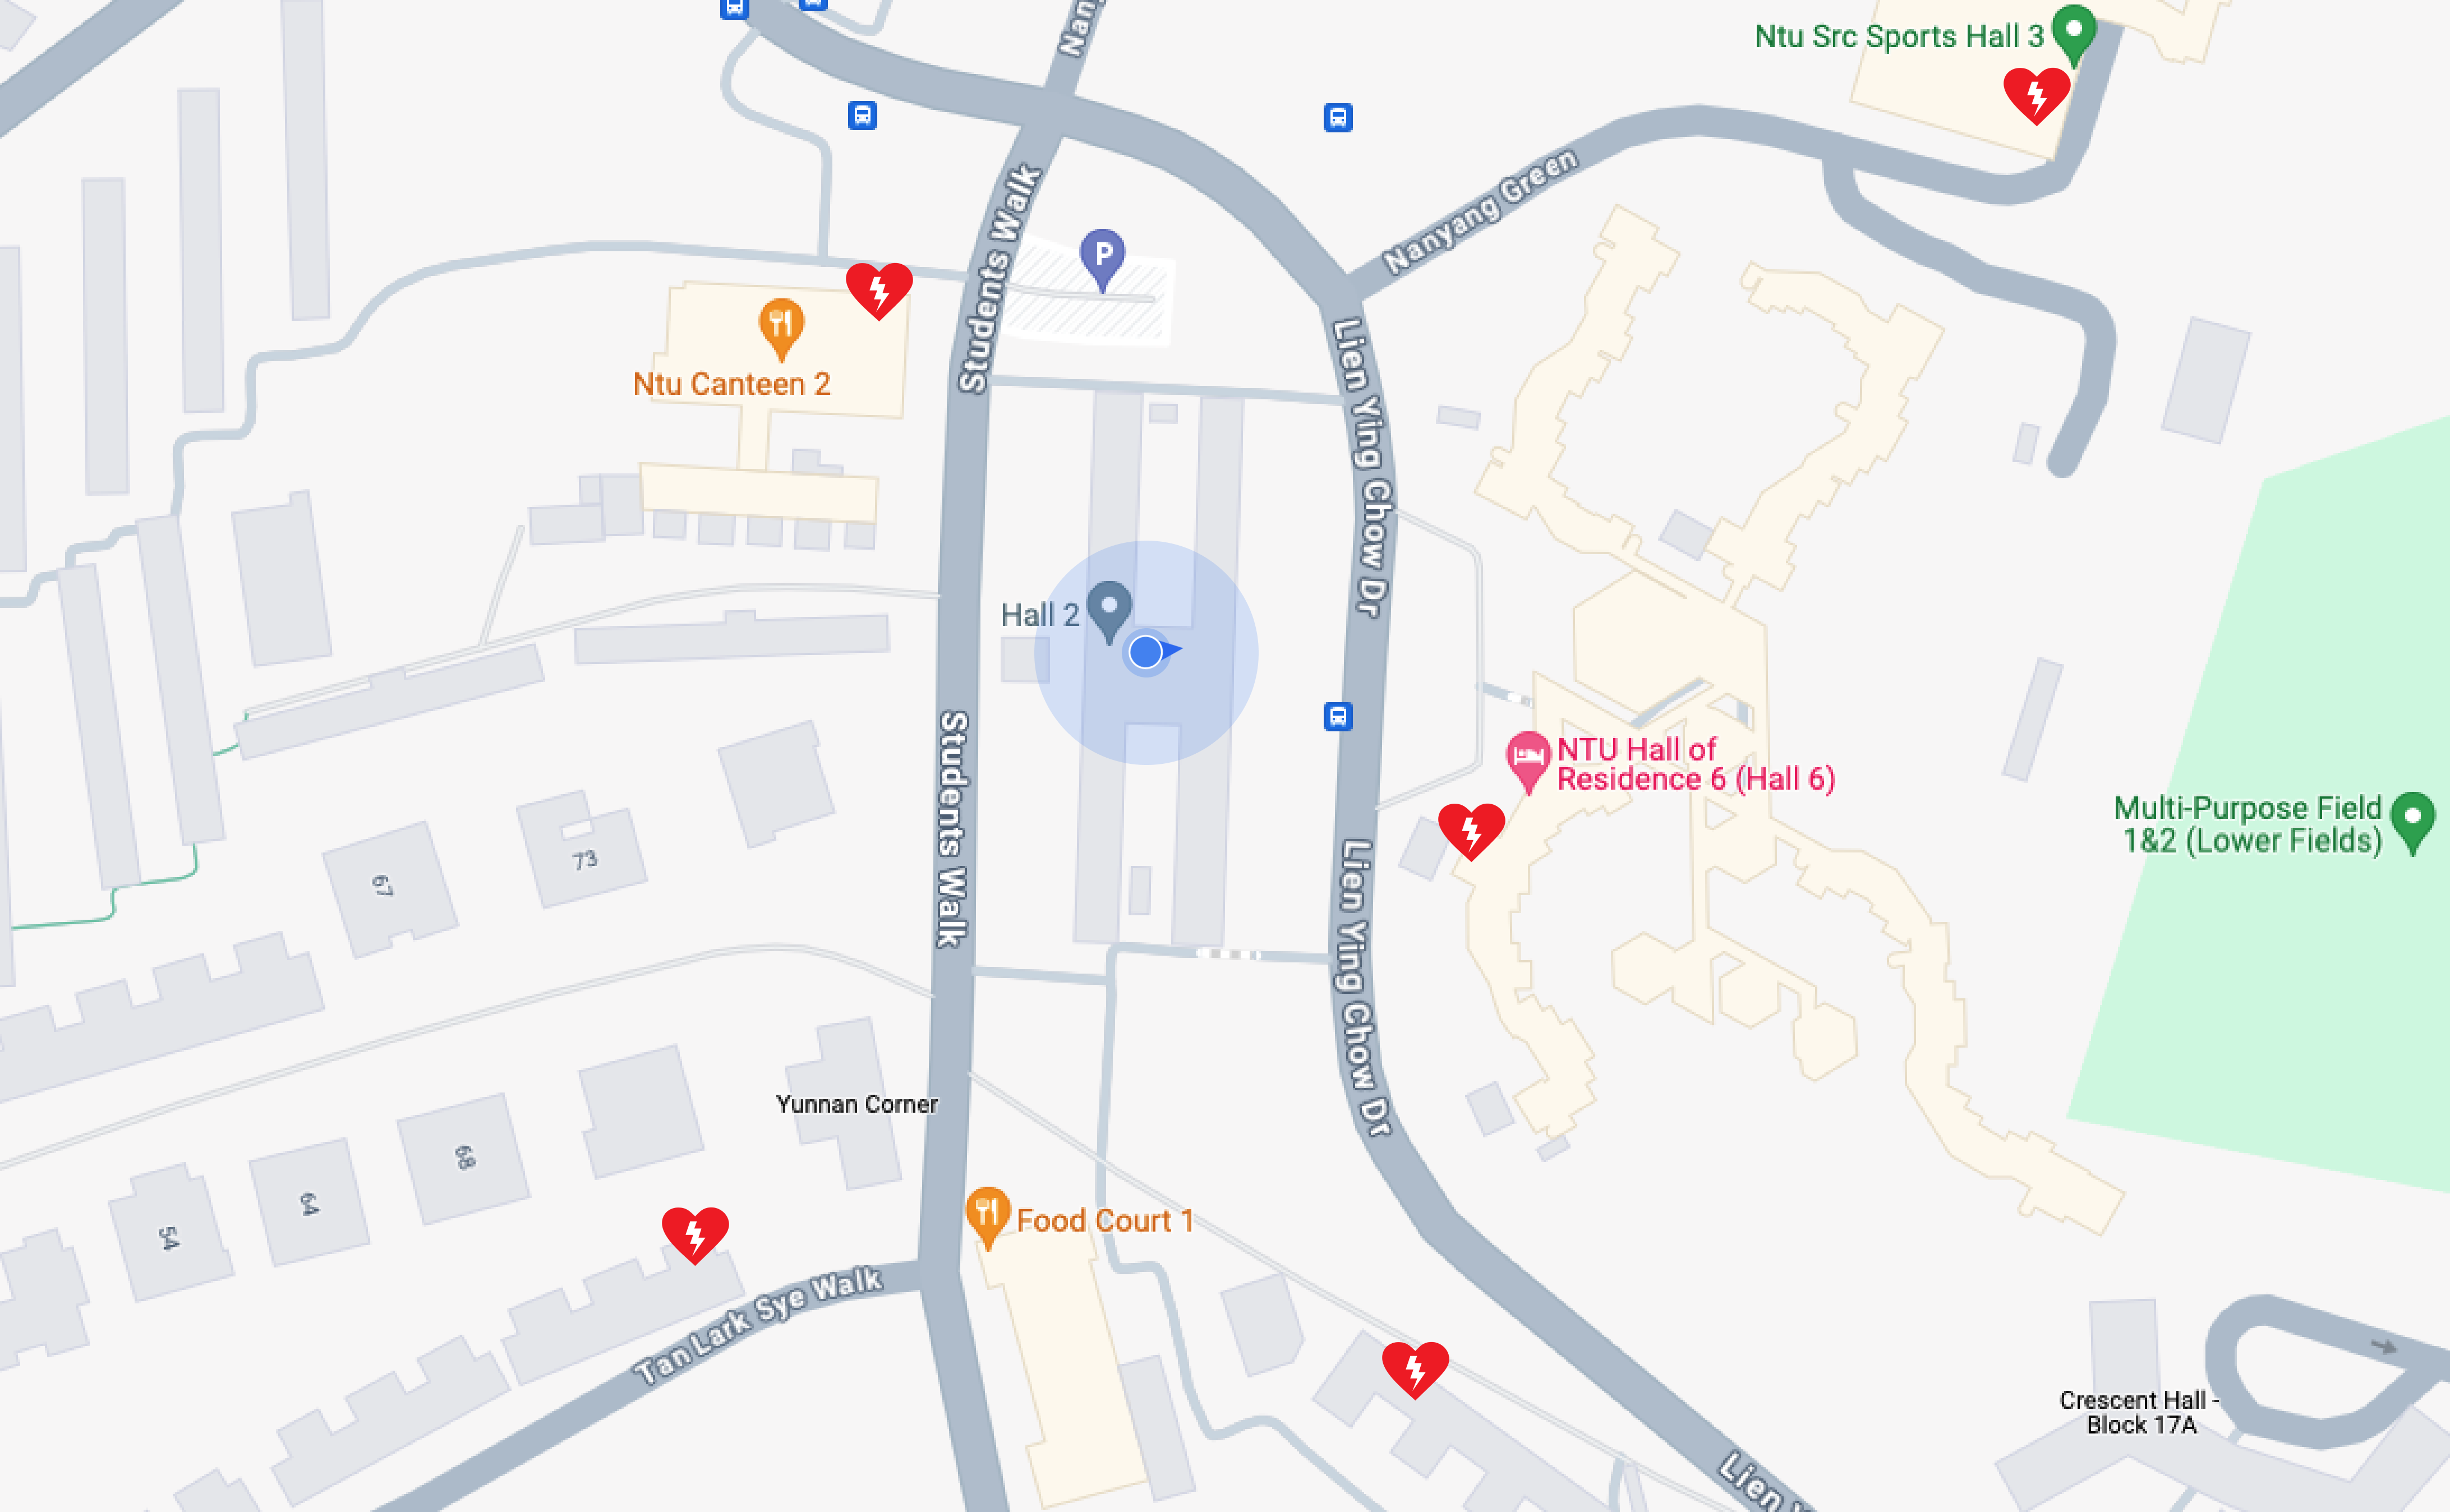 Nany
Ntu Src Sports Hall 3
Students Walk
Nanyang Green
P
Ntu Canteen 2
Lien Ying Chow Dr
Hall 2
Students Walk
NTU Hall of
Residence 6 (Hall 6)
Multi-Purpose Field
1&2 (Lower Fields)
67
73
Lien Ying Chow Dr
Yunnan Corner
54
64
68
Food Court 1
Tan Lark Sye Walk
Crescent Hall -
Block 17A
Lien